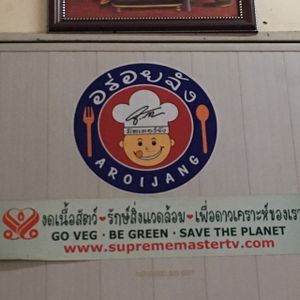 อร่อยจัง
AROIJANG
งดเนื้อสัตว์ รักษ์สิ่งแวดล้อม เพื่อดาวเคราะห์ของเรา
GO VEG · BE GREEN · SAVE THE PLANET
www.suprememastertv.com